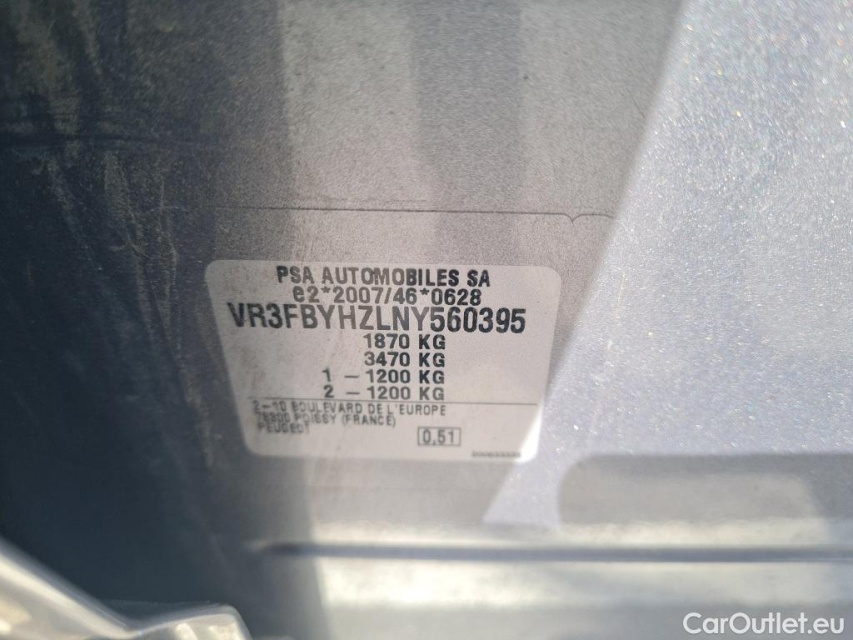 PSA AUTOMOBILES SA
e2*2007/46*0628
VR3FBYHZLNY560395
1870 KG
3470 KG
1 - 1200 KG
2 - 1200 KG
2-10 BOULEVARD DE L'EUROPE
78300 POISSY (FRANCE)
PEUGEOT
0.51
CarOutlet.eu